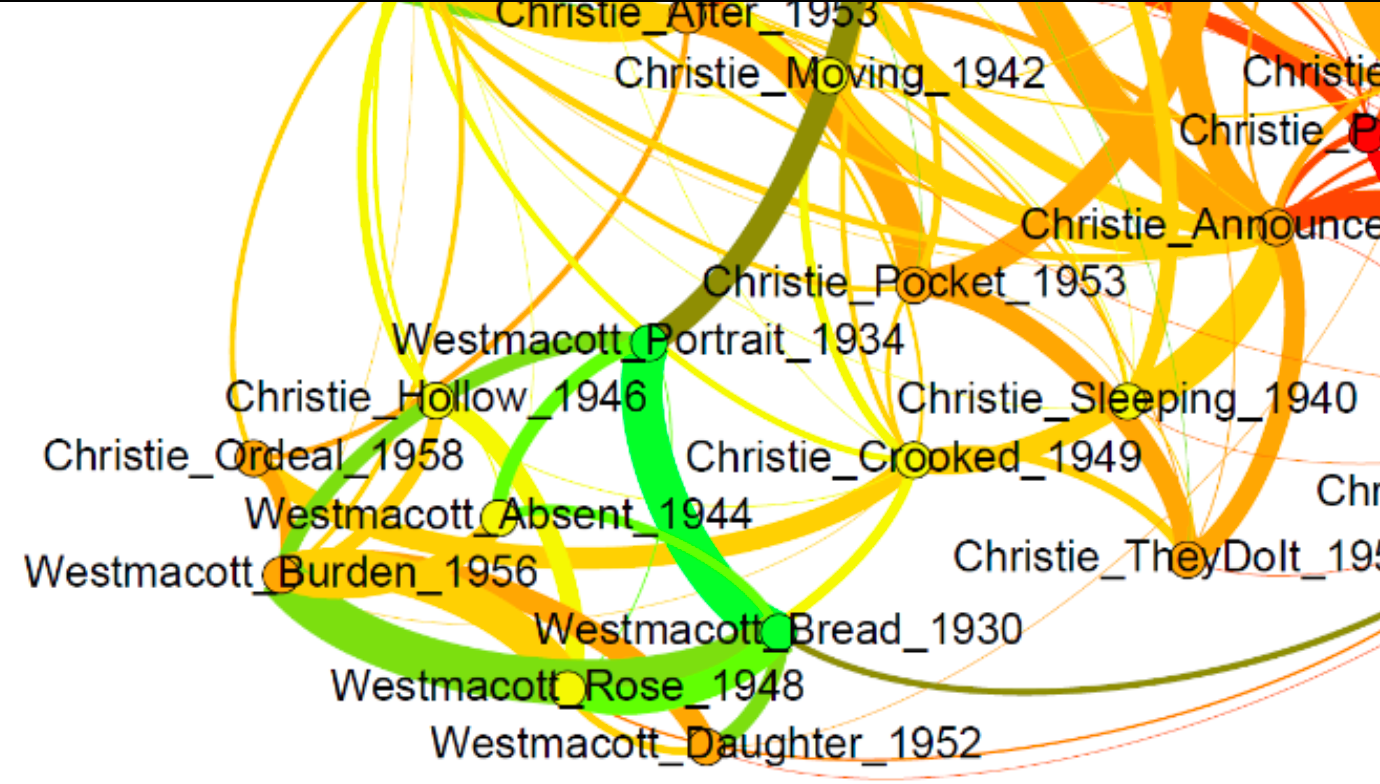 Christie_After_1953
Christie_Moving_1942
Christie
Christie_P
Christie_Announce
Christie_Pocket_1953
Westmacott_Portrait_1934
Christie_Hollow_1946
Christie_Sleeping_1940
Christie_Ordeal_1958
Christie_Crooked_1949
Chr
Westmacott_Absent_1944
Christie_TheyDoIt_195
Westmacott_Burden_1956
Westmacott_Bread_1930
Westmacott_Rose_1948
Westmacott_Daughter_1952